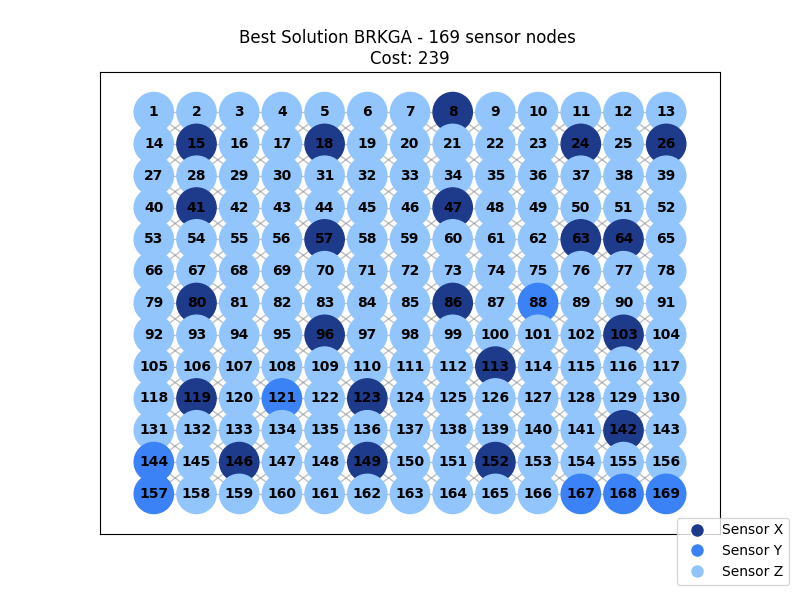 Best Solution BRKGA - 169 sensor nodes
Cost: 239
1 2 3 4 5 6 7 8 9 10 11 12 13
14 15 16 17 18 19 20 21 22 23 24 25 26
27 28 29 30 31 32 33 34 35 36 37 38 39
40 41 42 43 44 45 46 47 48 49 50 51 52
53 54 55 56 57 58 59 60 61 62 63 64 65
66 67 68 69 70 71 72 73 74 75 76 77 78
79 80 81 82 83 84 85 86 87 88 89 90 91
92 93 94 95 96 97 98 99 100 101 102 103 104
105 106 107 108 109 110 111 112 113 114 115 116 117
118 119 120 121 122 123 124 125 126 127 128 129 130
131 132 133 134 135 136 137 138 139 140 141 142 143
144 145 146 147 148 149 150 151 152 153 154 155 156
157 158 159 160 161 162 163 164 165 166 167 168 169
Sensor X
Sensor Y
Sensor Z